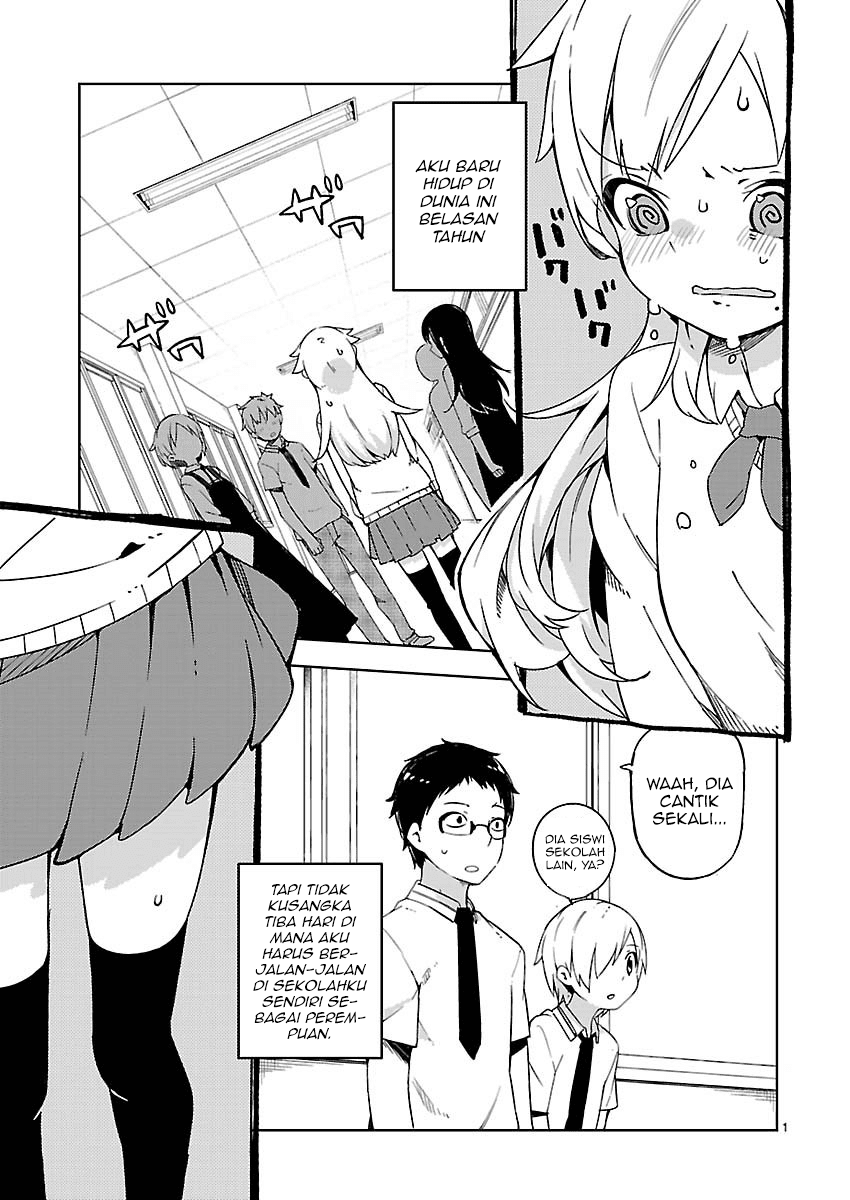 AKU BARU
HIDUP DI
DUNIA INI
BELASAN
TAHUN
バク
バク
WAAH, DIA
CANTIK
SEKALI...
DIA SISWI
SEKOLAH
LAIN, YA?
TAPI TIDAK
KUSANGKA
TIBA HARI DI
MANA AKU
HARUS BER-
JALAN-JALAN
DI SEKOLAHKU
SENDIRI SE-
BAGAI PEREM-
PUAN.
1